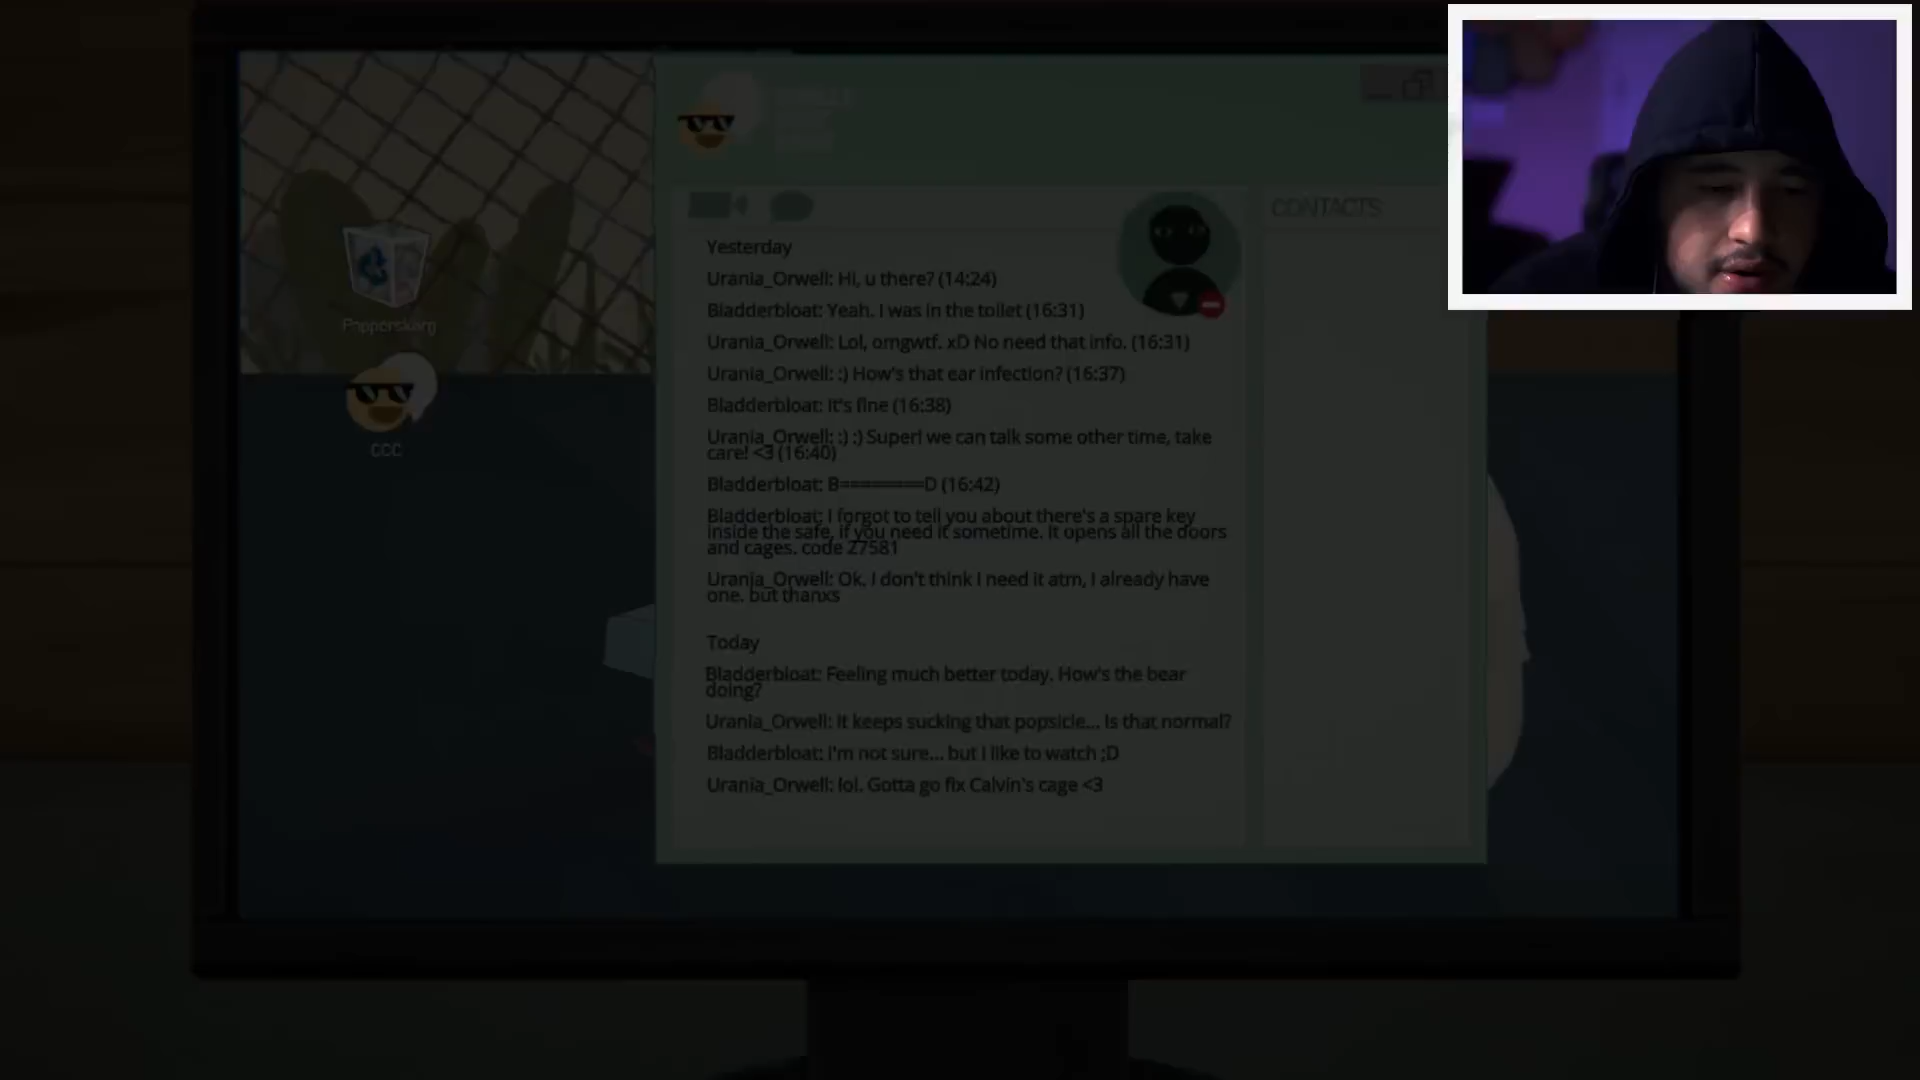 Papperskorg
CCC
CONTACTS
Yesterday
Urania_Orwell: Hi, u there? (14:24)
Bladderbloat: Yeah. I was in the toilet (16:31)
Urania_Orwell: Lol, omgwtf. xD No need that info. (16:31)
Urania_Orwell: :) How's that ear infection? (16:37)
Bladderbloat: It's fine (16:38)
Urania_Orwell: :) :) Super! we can talk some other time, take
care! <3 (16:40)
Bladderbloat: B========D (16:42)
Bladderbloat: I forgot to tell you about there's a spare key
inside the safe, if you need it sometime. It opens all the doors
and cages. code 27581
Urania_Orwell: Ok, I don't think I need it atm, I already have
one. but thanxs
Today
Bladderbloat: Feeling much better today. How's the bear
doing?
Urania_Orwell: It keeps sucking that popsicle... Is that normal?
Bladderbloat: I'm not sure... but I like to watch ;D
Urania_Orwell: lol. Gotta go fix Calvin's cage <3